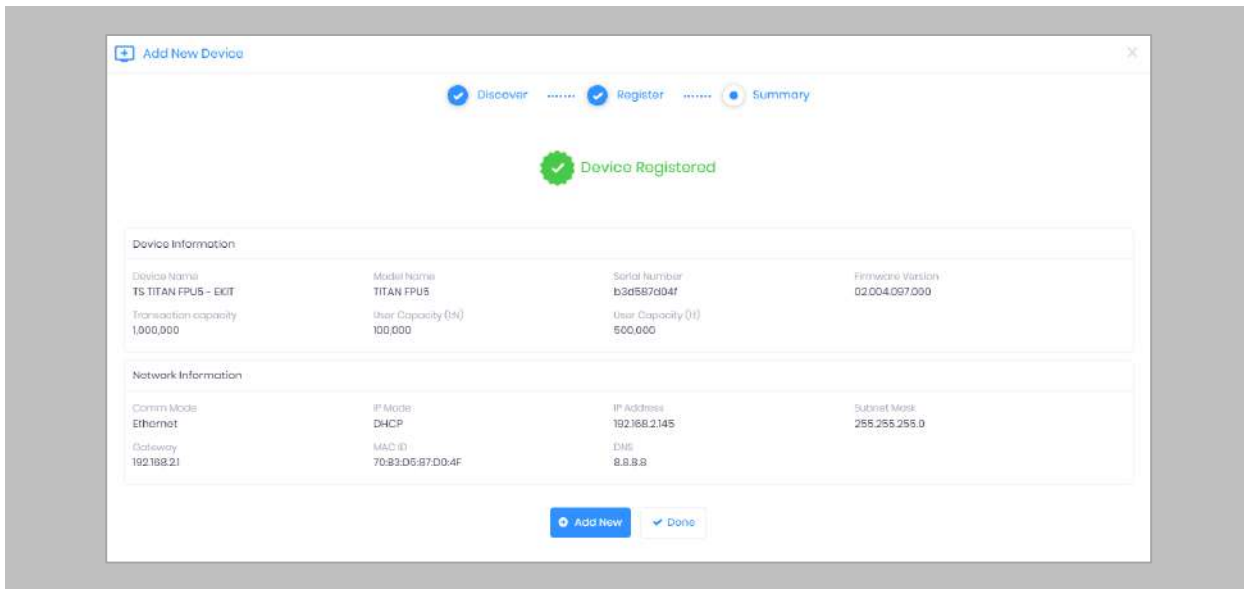 Add New Device
Discover Register Summary
Device Registered
Device Information
Device Name Model Name Serial Number Firmware Version
TS TITAN FPU5 - EKIT TITAN FPU5 b3d587d04f 02.004.097.000
Transaction capacity User Capacity (1:N) User Capacity (1:1)
1,000,000 100,000 500,000
Network Information
Comm Mode IP Mode IP Address Subnet Mask
Ethernet DHCP 192.168.2.145 255.255.255.0
Gateway MAC ID DNS
192.168.2.1 70:B3:D5:87:D0:4F 8.8.8.8
Add New Done